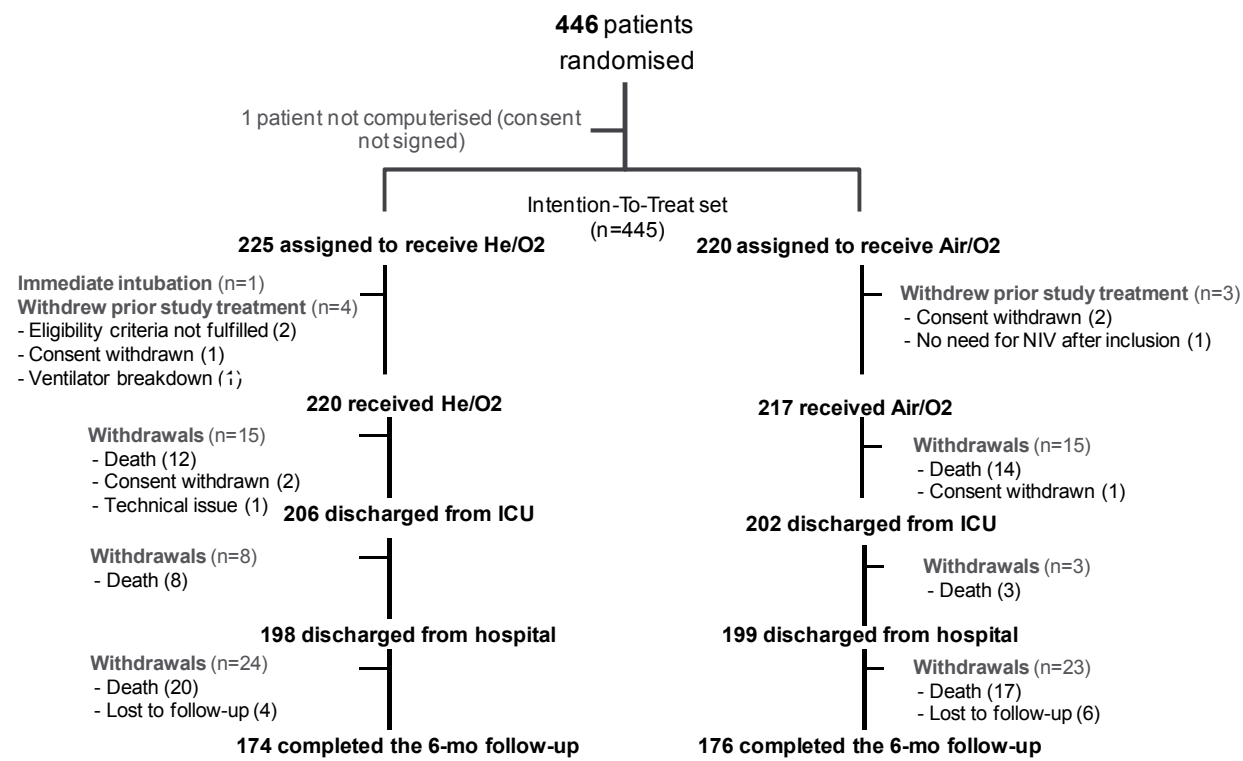 446 patients
randomised
1 patient not computerised (consent
not signed)
Intention-To-Treat set
(n=445)
225 assigned to receive He/O2
220 assigned to receive Air/O2
Immediate intubation (n=1)
Withdrew prior study treatment (n=4)
- Eligibility criteria not fulfilled (2)
- Consent withdrawn (1)
- Ventilator breakdown (1)
Withdrew prior study treatment (n=3)
- Consent withdrawn (2)
- No need for NIV after inclusion (1)
220 received He/O2
217 received Air/O2
Withdrawals (n=15)
- Death (12)
- Consent withdrawn (2)
- Technical issue (1)
Withdrawals (n=15)
- Death (14)
- Consent withdrawn (1)
206 discharged from ICU
202 discharged from ICU
Withdrawals (n=8)
- Death (8)
Withdrawals (n=3)
- Death (3)
198 discharged from hospital
199 discharged from hospital
Withdrawals (n=24)
- Death (20)
- Lost to follow-up (4)
Withdrawals (n=23)
- Death (17)
- Lost to follow-up (6)
174 completed the 6-mo follow-up
176 completed the 6-mo follow-up